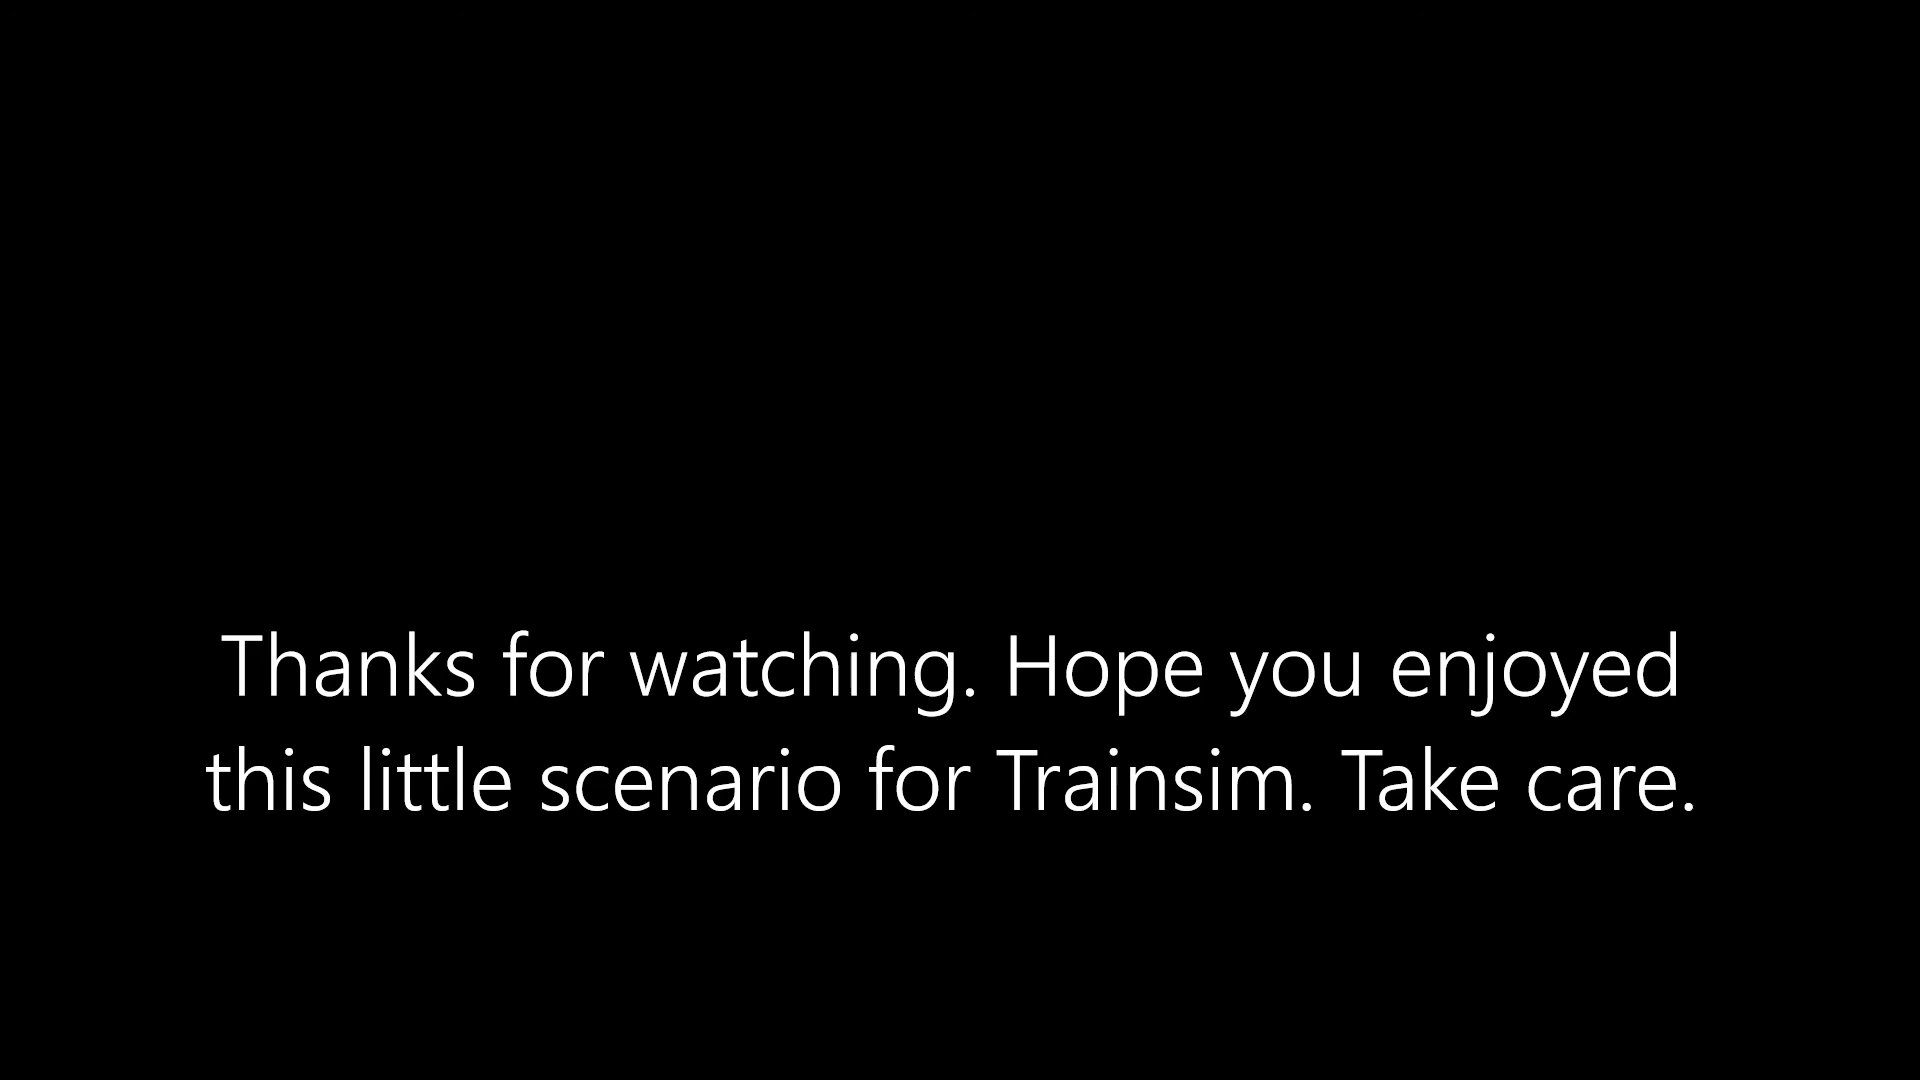 Thanks for watching. Hope you enjoyed
this little scenario for Trainsim. Take care.